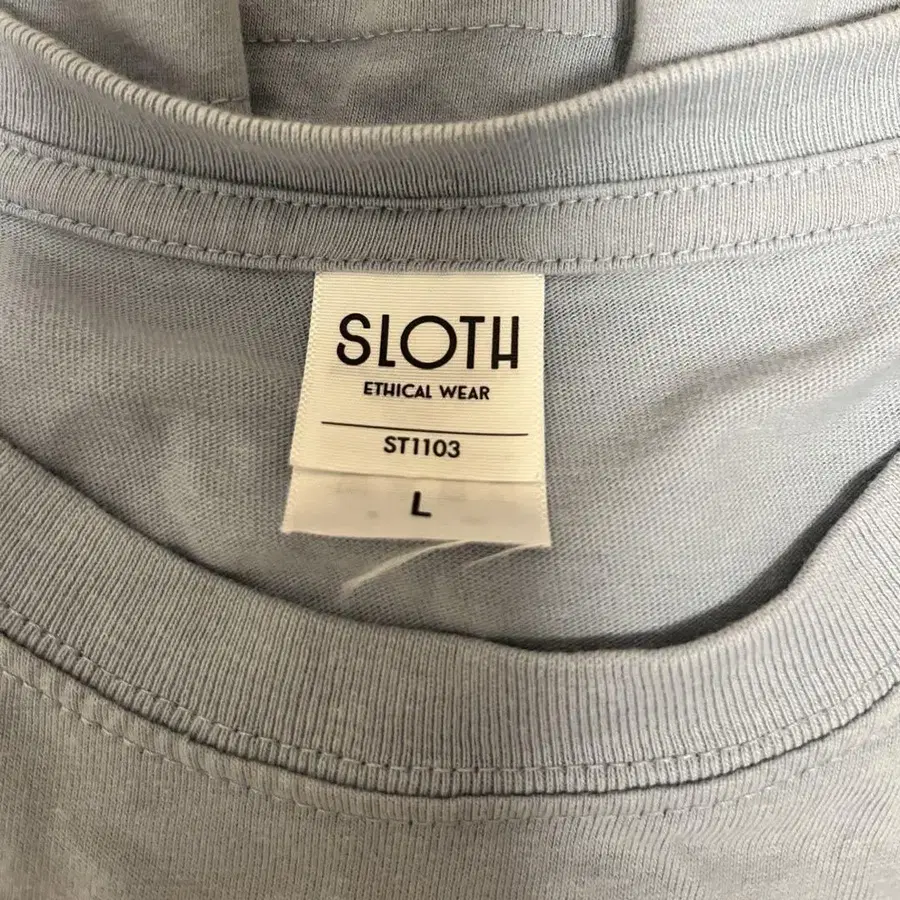 SLOTH
ETHICAL WEAR
ST1103
L